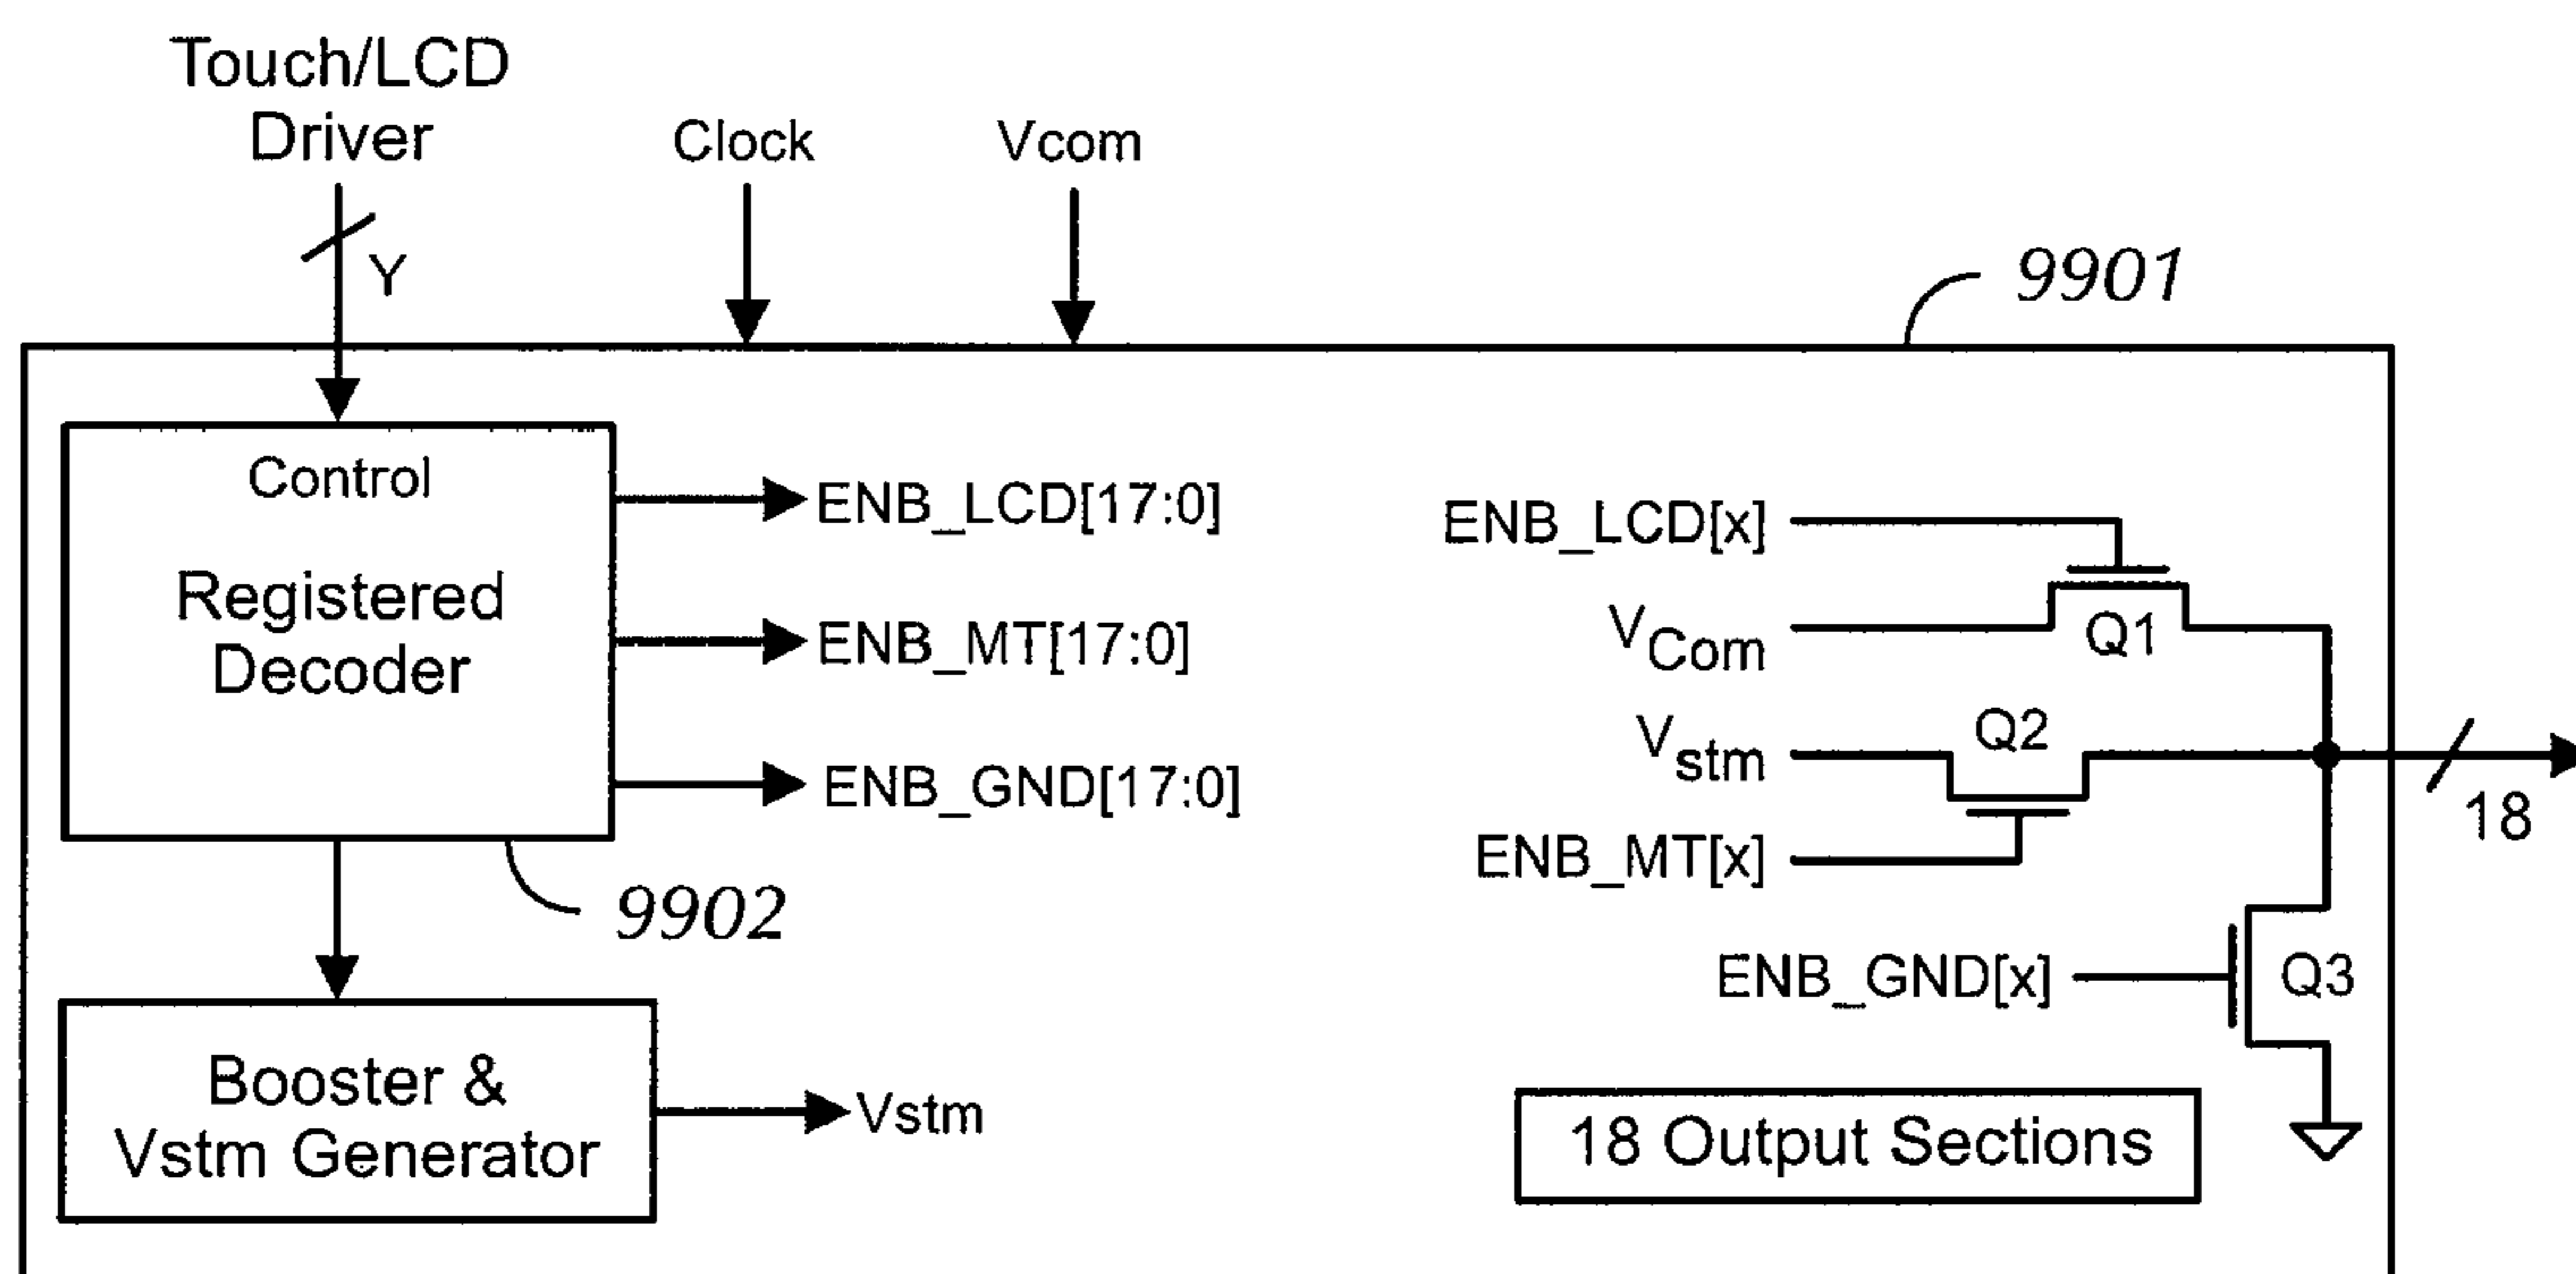 Touch/LCD
Driver
Clock
Vcom
Y
9901
Control
Registered
Decoder
ENB_LCD[17:0]
ENB_MT[17:0]
ENB_GND[17:0]
9902
Booster &
Vstm Generator
Vstm
ENB_LCD[x]
VCom
Q1
Vstm
Q2
ENB_MT[x]
18
ENB_GND[x]
Q3
18 Output Sections